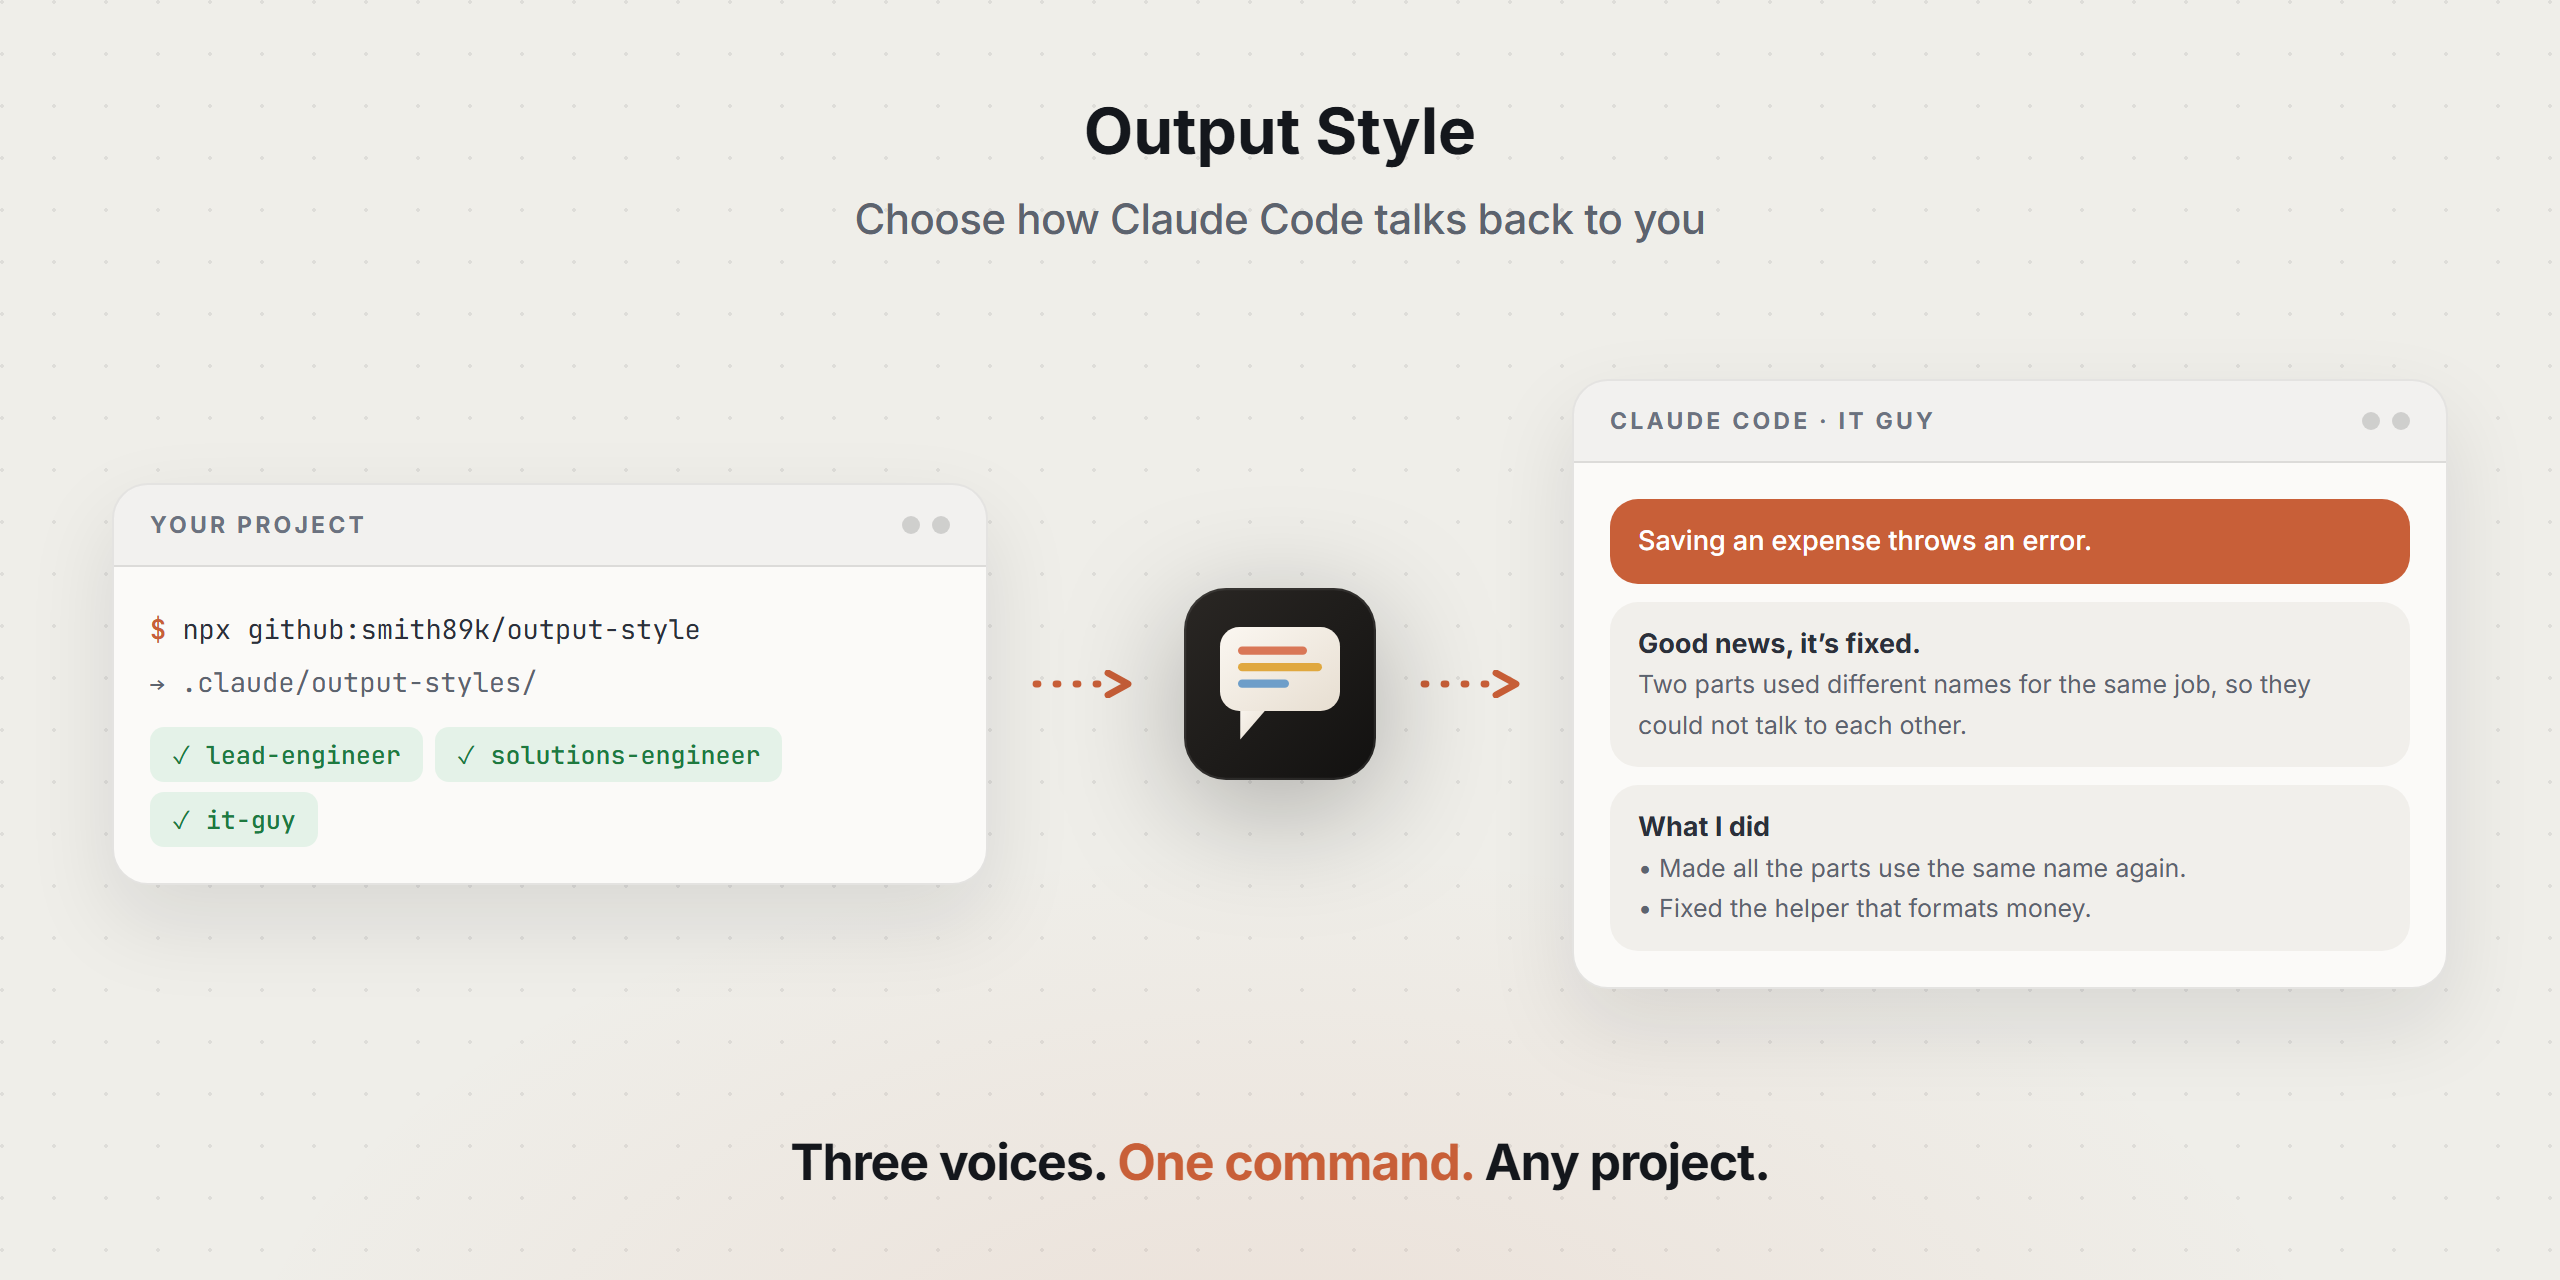 Output Style
Choose how Claude Code talks back to you
YOUR PROJECT
$ npx github:smith89k/output-style
→ .claude/output-styles/
✓ lead-engineer ✓ solutions-engineer
✓ it-guy
CLAUDE CODE · IT GUY
Saving an expense throws an error.
Good news, it’s fixed.
Two parts used different names for the same job, so they
could not talk to each other.
What I did
• Made all the parts use the same name again.
• Fixed the helper that formats money.
Three voices. One command. Any project.